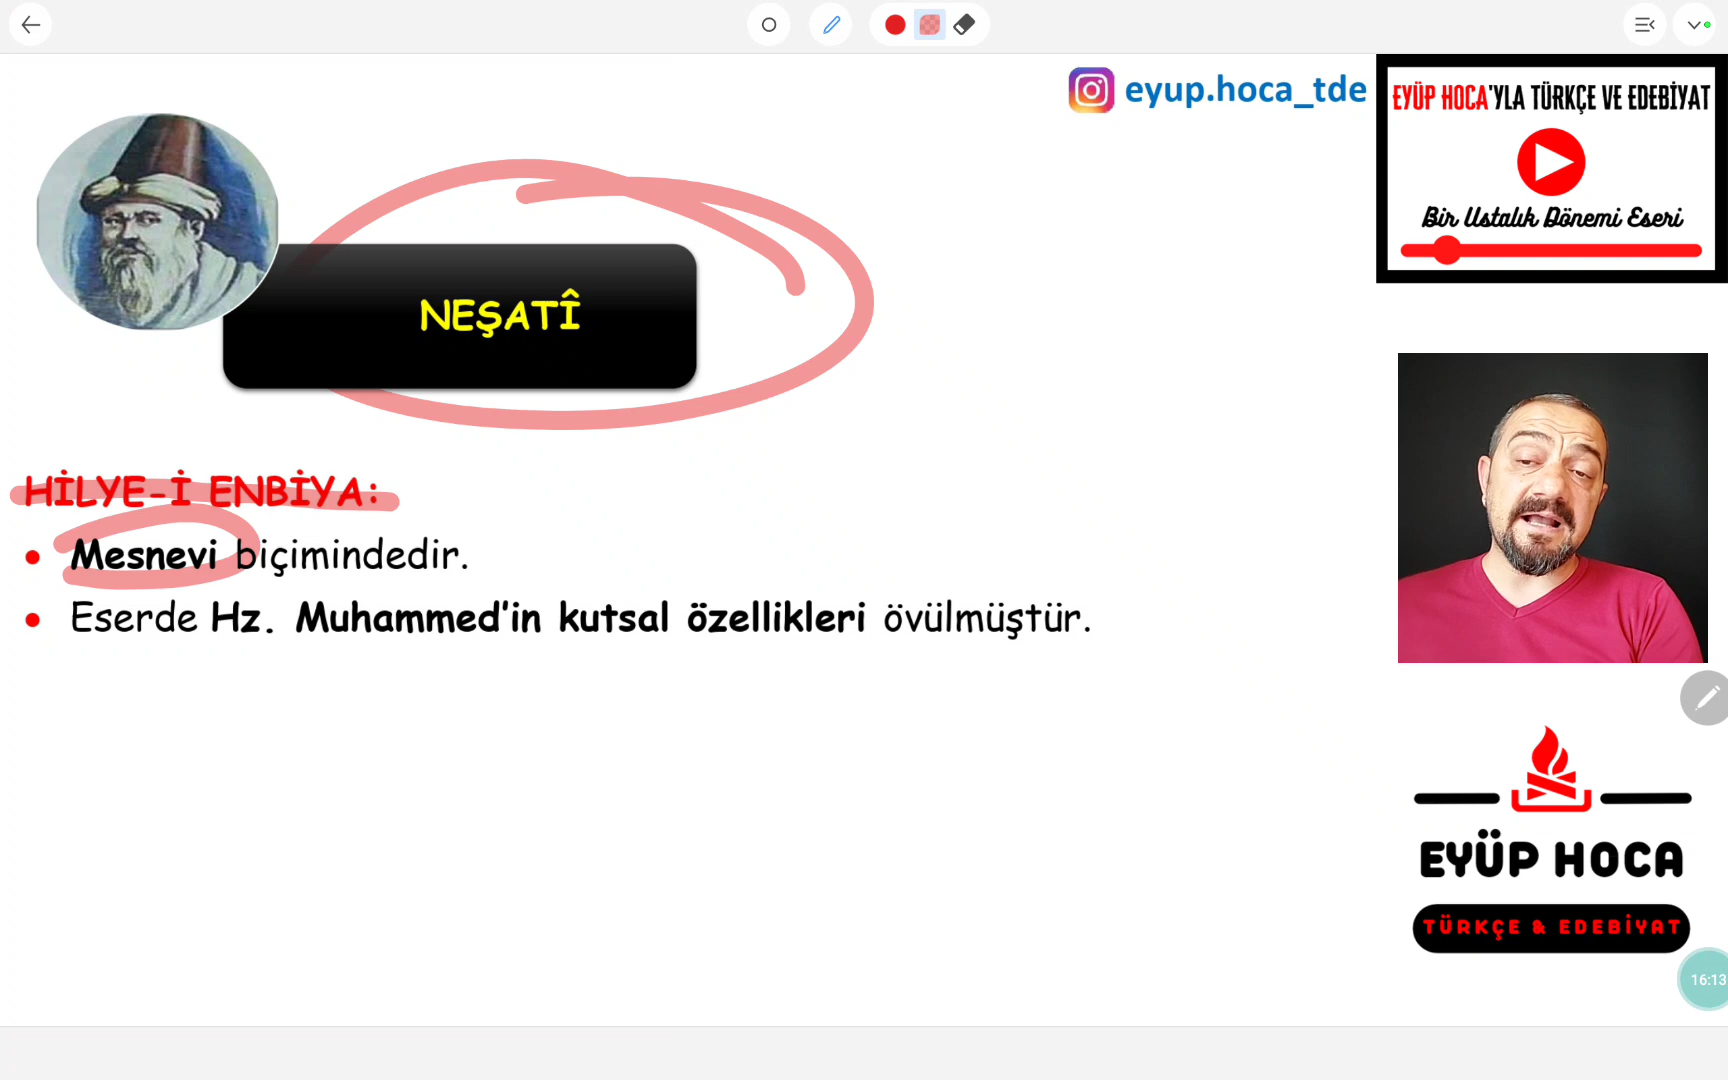 eyup.hoca_tde
EYÜP HOCA'YLA TÜRKÇE VE EDEBİYAT
Bir Ustalık Dönemi Eseri
NEŞATÎ
HİLYE-İ ENBİYA:
• Mesnevi biçimindedir.
• Eserde Hz. Muhammed'in kutsal özellikleri övülmüştür.
EYÜP HOCA
TÜRKÇE & EDEBİYAT
16:13